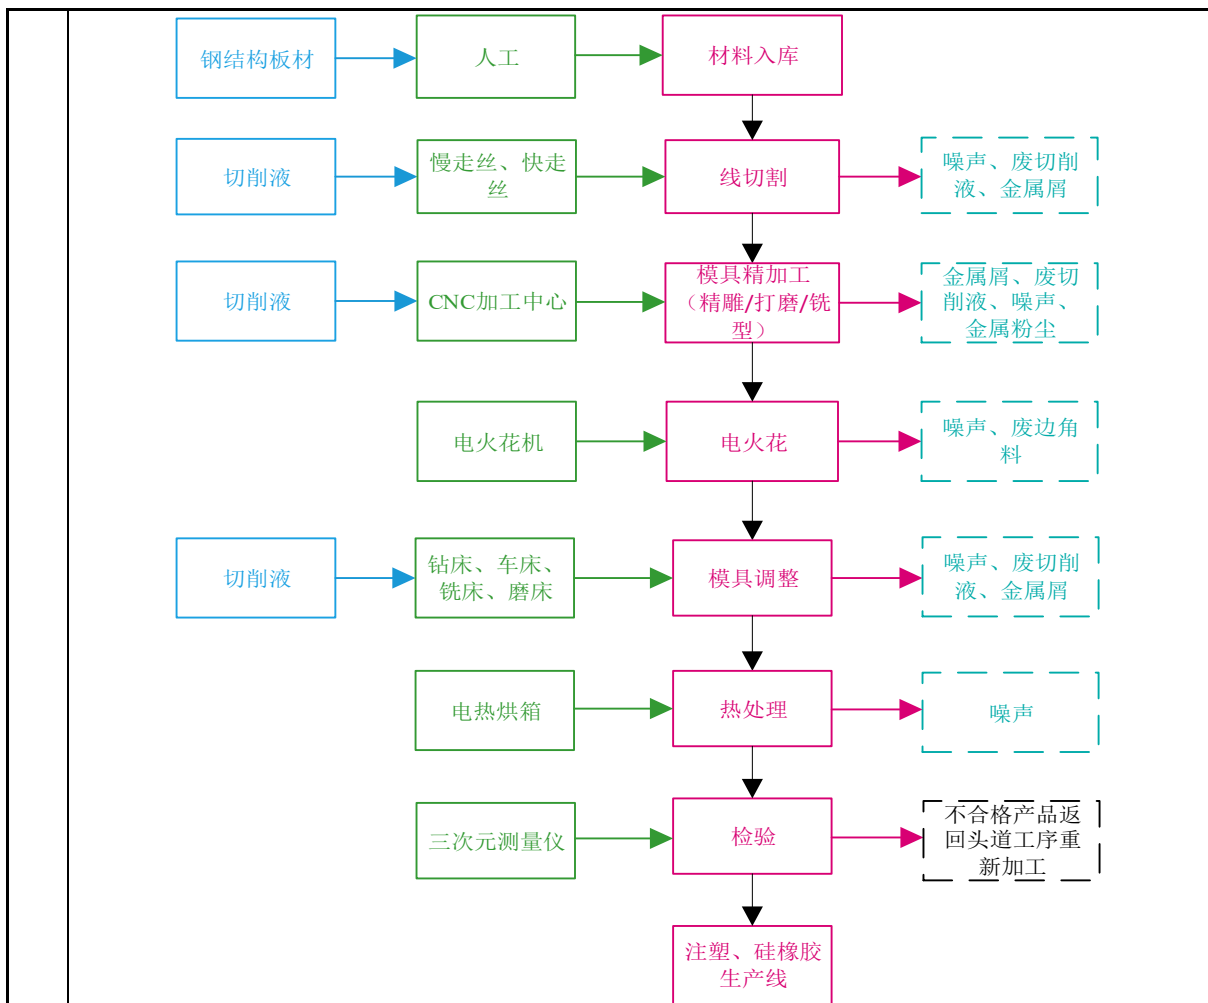 钢结构板材
人工
材料入库
切削液
慢走丝、快走
丝
线切割
噪声、废切削
液、金属屑
切削液
CNC加工中心
模具精加工
（精雕/打磨/铣
型）
金属屑、废切
削液、噪声、
金属粉尘
电火花机
电火花
噪声、废边角
料
切削液
钻床、车床、
铣床、磨床
模具调整
噪声、废切削
液、金属屑
电热烘箱
热处理
噪声
三次元测量仪
检验
不合格产品返
回头道工序重
新加工
注塑、硅橡胶
生产线